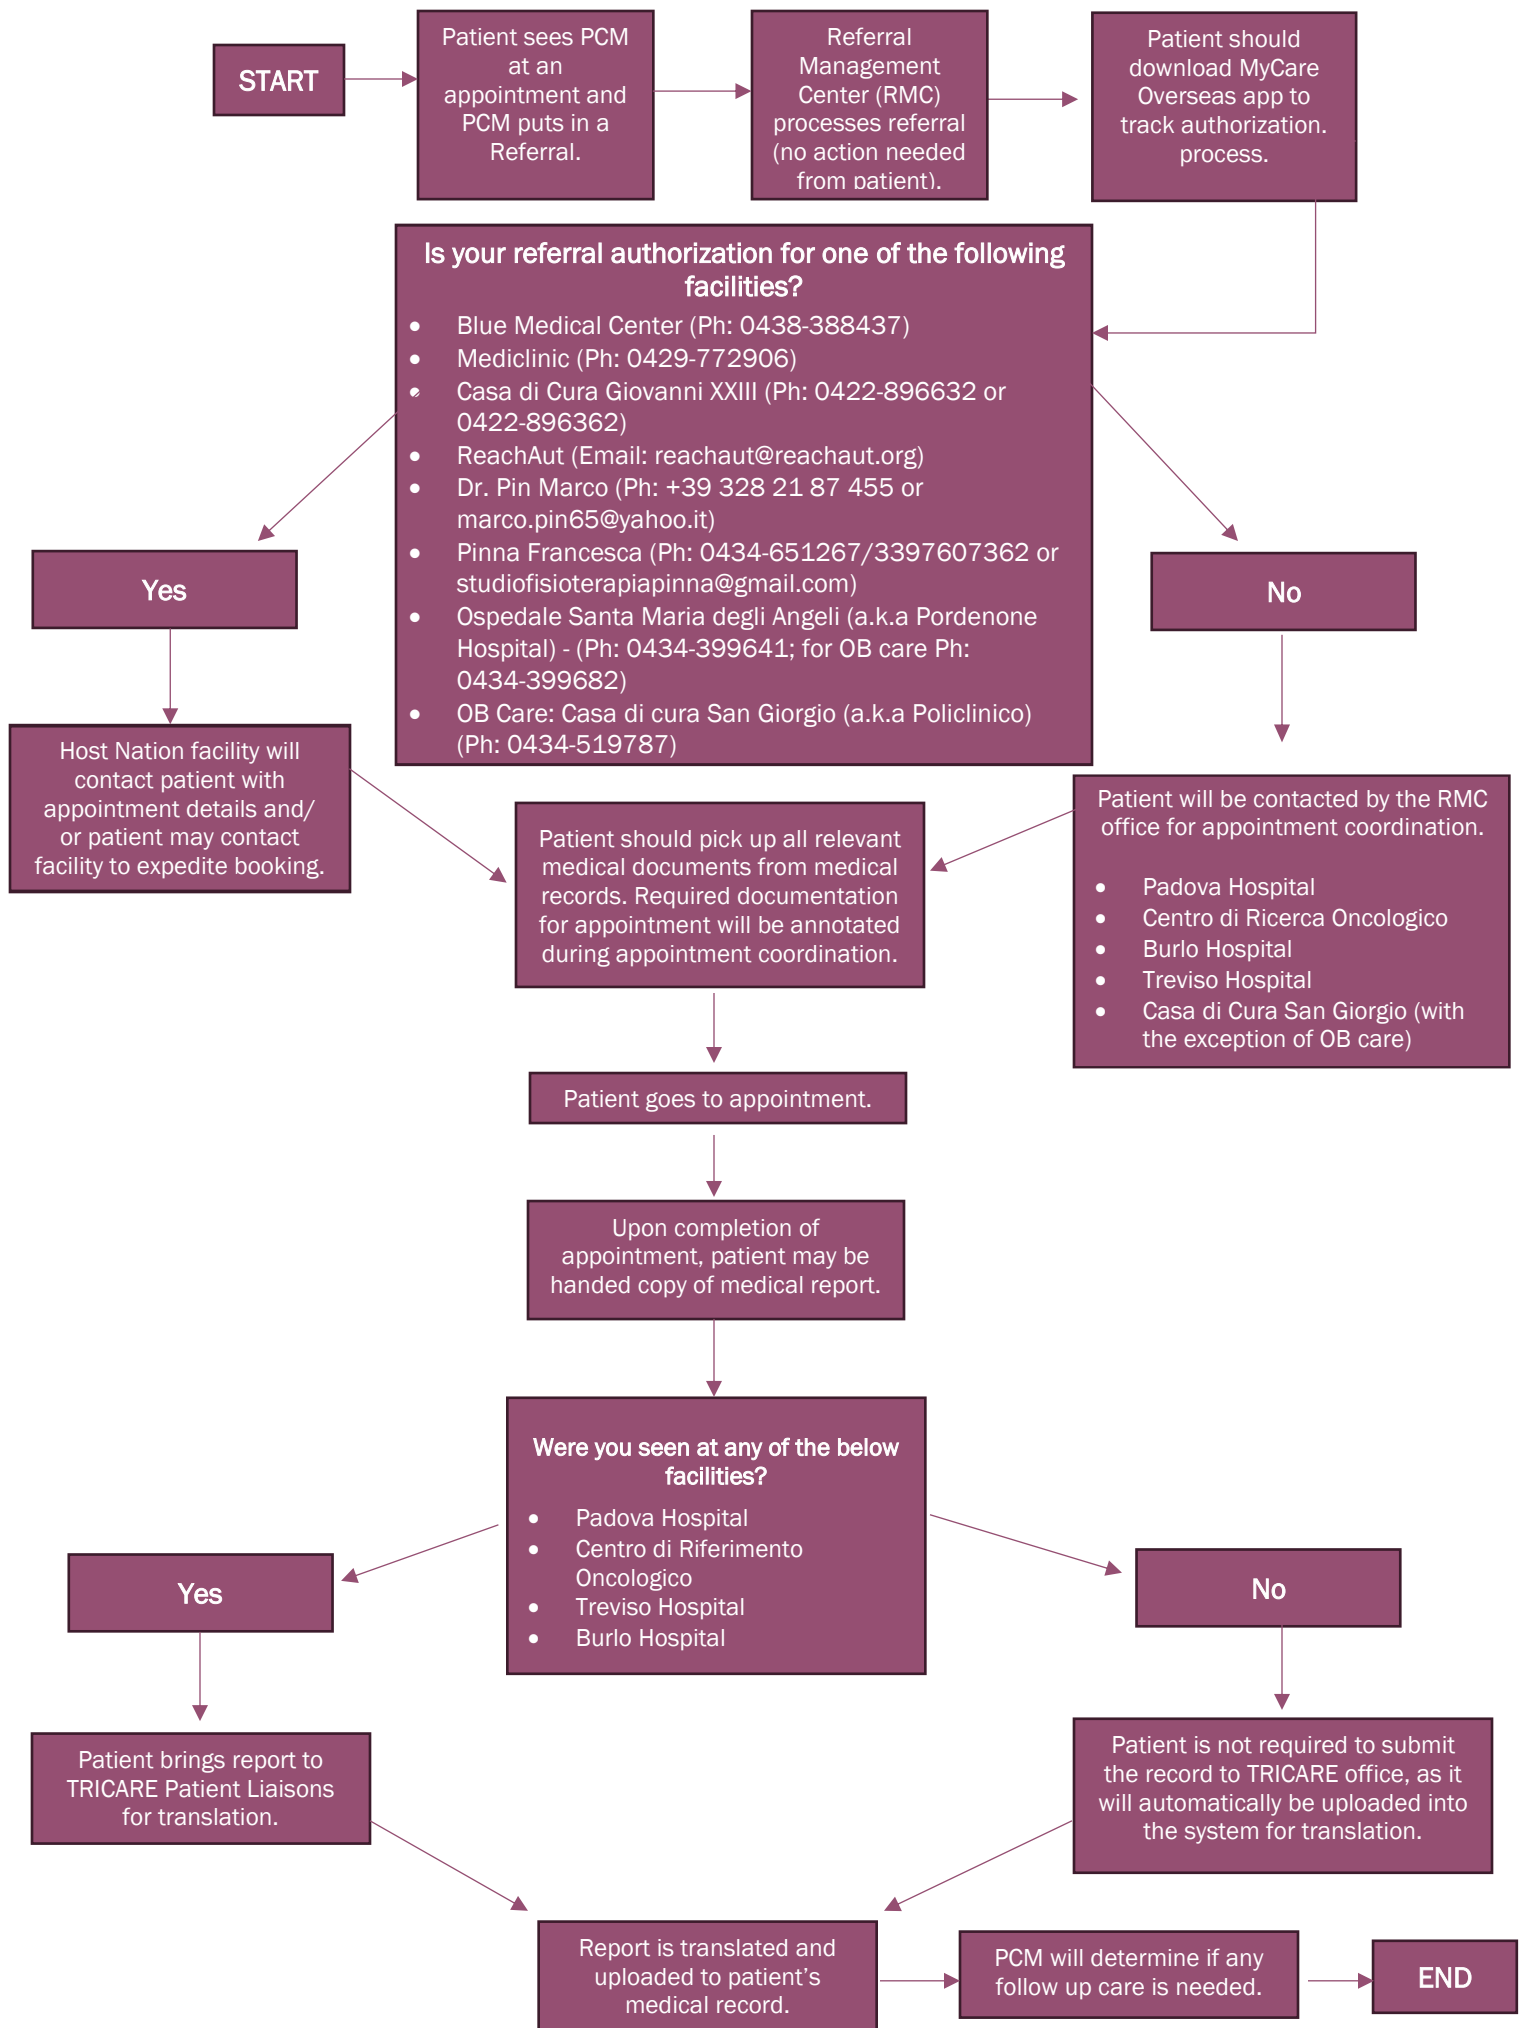 START
Patient sees PCM
at an
appointment and
PCM puts in a
Referral.
Referral
Management
Center (RMC)
processes referral
(no action needed
from patient).
Patient should
download MyCare
Overseas app to
track authorization.
process.
Is your referral authorization for one of the following
facilities?
• Blue Medical Center (Ph: 0438-388437)
• Mediclinic (Ph: 0429-772906)
• Casa di Cura Giovanni XXIII (Ph: 0422-896632 or
0422-896362)
• ReachAut (Email: reachaut@reachaut.org)
• Dr. Pin Marco (Ph: +39 328 21 87 455 or
marco.pin65@yahoo.it)
• Pinna Francesca (Ph: 0434-651267/3397607362 or
studiofisioterapiapinna@gmail.com)
• Ospedale Santa Maria degli Angeli (a.k.a Pordenone
Hospital) - (Ph: 0434-399641; for OB care Ph:
0434-399682)
• OB Care: Casa di cura San Giorgio (a.k.a Policlinico)
(Ph: 0434-519787)
Yes
No
Host Nation facility will
contact patient with
appointment details and/
or patient may contact
facility to expedite booking.
Patient will be contacted by the RMC
office for appointment coordination.
• Padova Hospital
• Centro di Ricerca Oncologico
• Burlo Hospital
• Treviso Hospital
• Casa di Cura San Giorgio (with
the exception of OB care)
Patient should pick up all relevant
medical documents from medical
records. Required documentation
for appointment will be annotated
during appointment coordination.
Patient goes to appointment.
Upon completion of
appointment, patient may be
handed copy of medical report.
Were you seen at any of the below
facilities?
• Padova Hospital
• Centro di Riferimento
Oncologico
• Treviso Hospital
• Burlo Hospital
Yes
No
Patient brings report to
TRICARE Patient Liaisons
for translation.
Patient is not required to submit
the record to TRICARE office, as it
will automatically be uploaded into
the system for translation.
Report is translated and
uploaded to patient's
medical record.
PCM will determine if any
follow up care is needed.
END